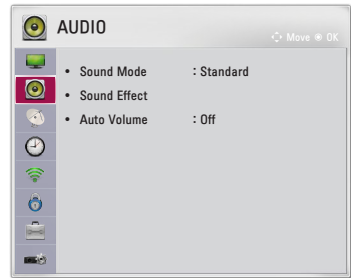 AUDIO
Move ◉ OK
• Sound Mode : Standard
• Sound Effect
• Auto Volume : Off